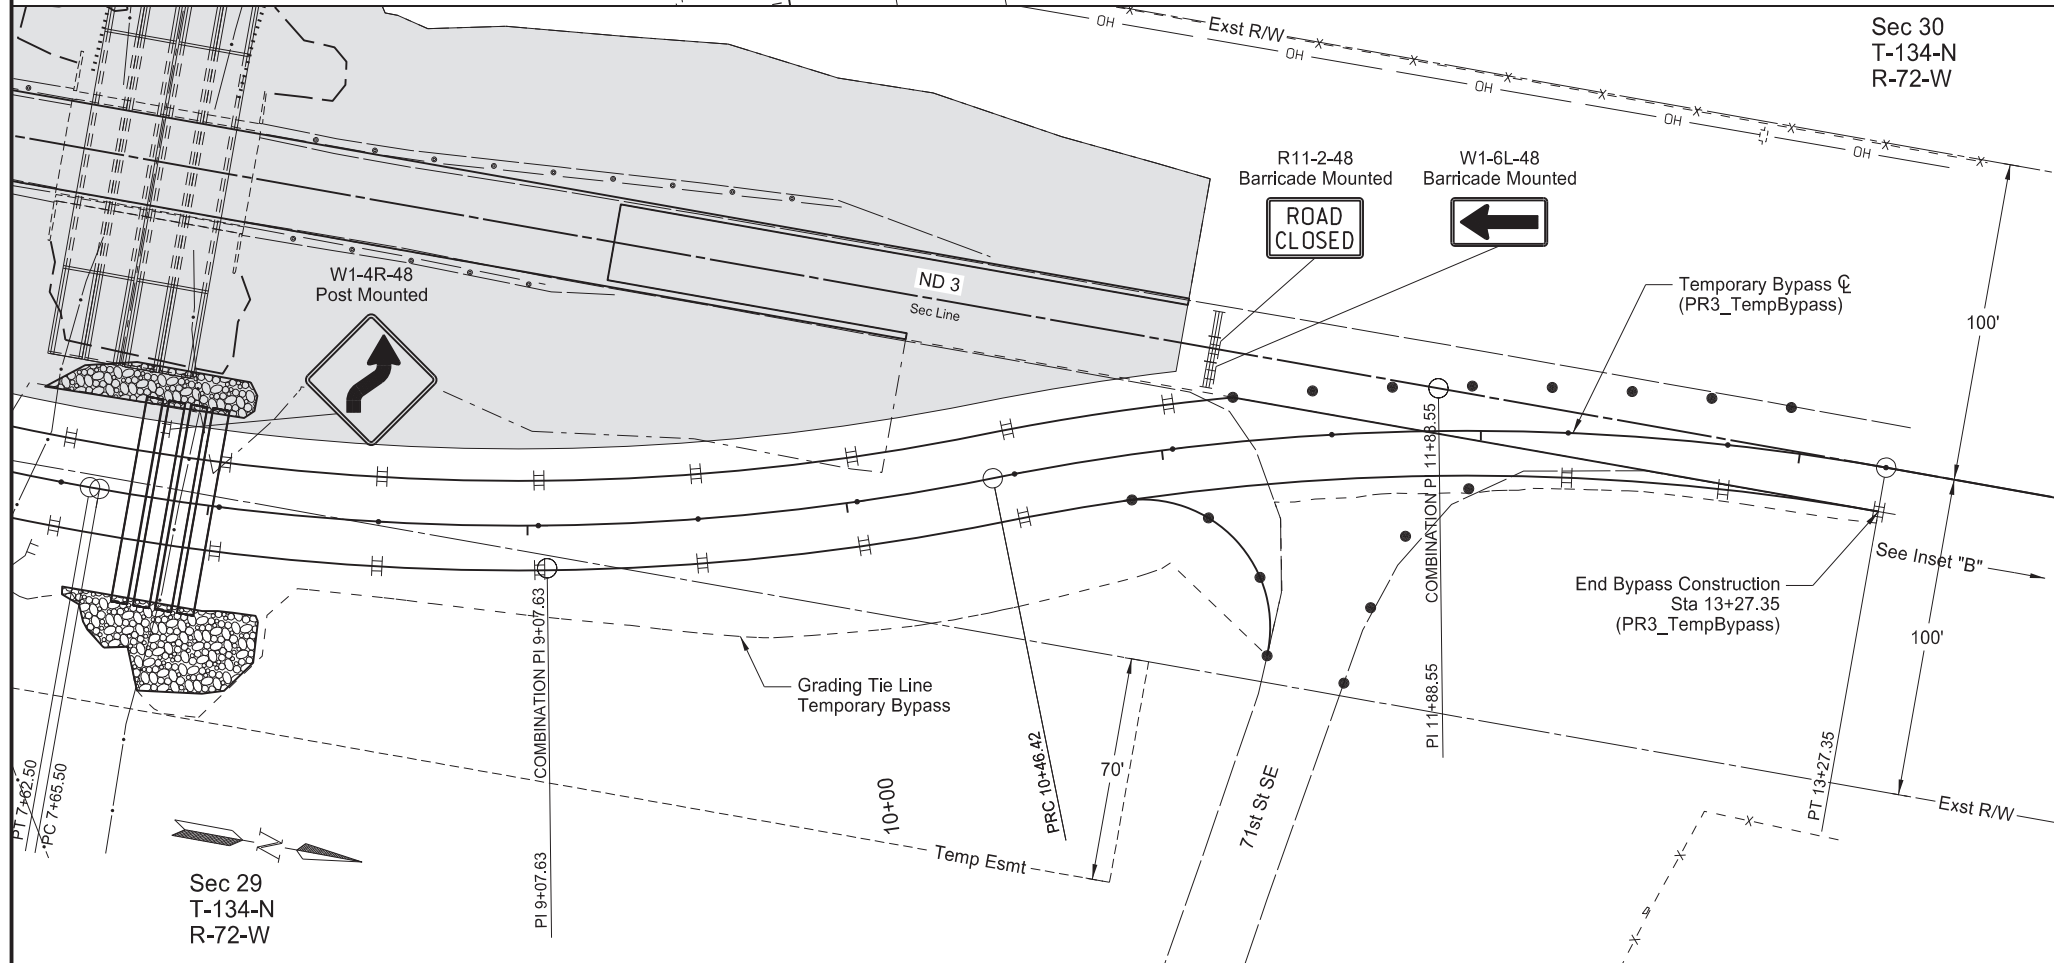 Exst R/W
OH
OH
OH
OH
OH
Sec 30
T-134-N
R-72-W
R11-2-48
Barricade Mounted
ROAD
CLOSED
W1-6L-48
Barricade Mounted
W1-4R-48
Post Mounted
ND 3
Sec Line
Temporary Bypass ℄
(PR3_TempBypass)
100'
See Inset "B"
End Bypass Construction
Sta 13+27.35
(PR3_TempBypass)
100'
COMBINATION PI 11+88.55
PI 11+88.55
COMBINATION PI 9+07.63
PI 9+07.63
Grading Tie Line
Temporary Bypass
PT 7+62.50
PC 7+65.50
10+00
PRC 10+46.42
70'
71st St SE
PT 13+27.35
Exst R/W
Temp Esmt
N
Sec 29
T-134-N
R-72-W